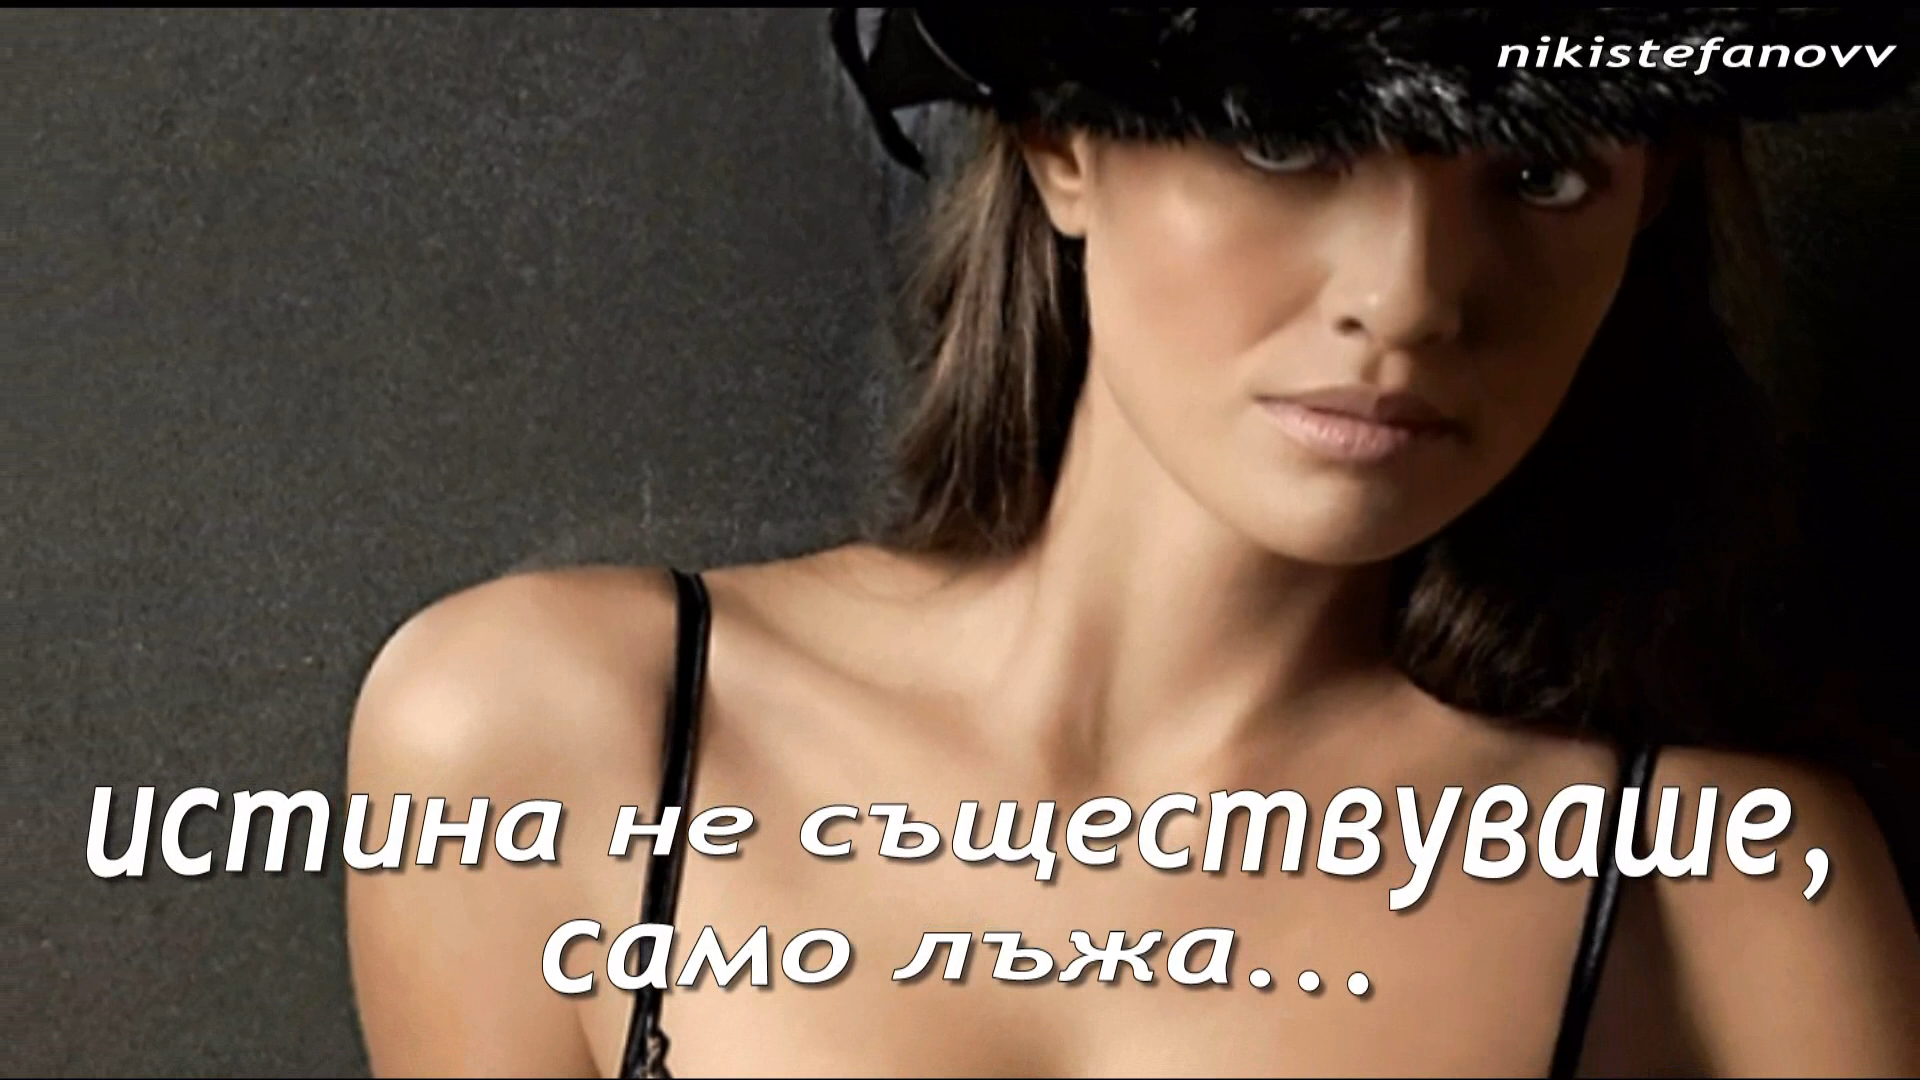 nikistefanovv
истина не съществуваше,
само лъжа...